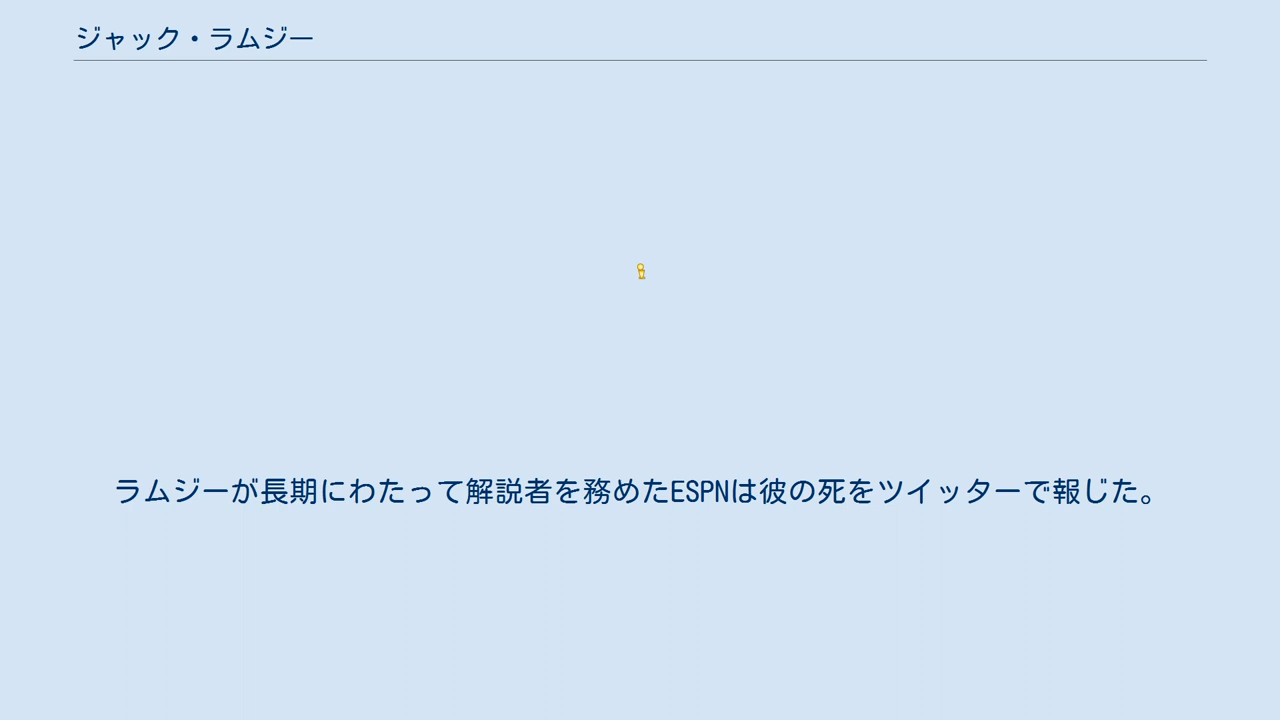 ジャック・ラムジー
ラムジーが長期にわたって解説者を務めたESPNは彼の死をツイッターで報じた。